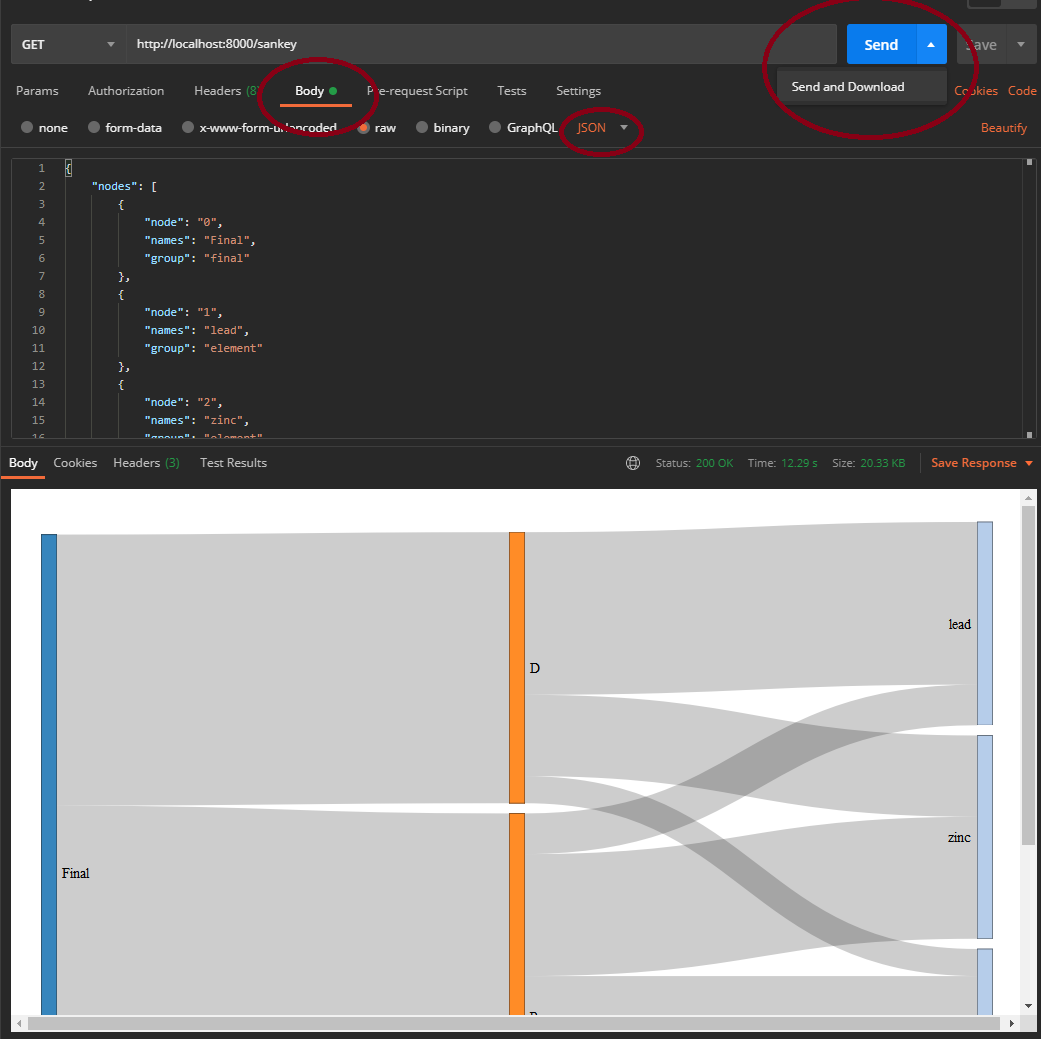 GET http://localhost:8000/sankey Send Save
Send and Download
Params Authorization Headers (8) Body Pre-request Script Tests Settings Cookies Code
none form-data x-www-form-urlencoded raw binary GraphQL JSON Beautify
1 {
2 "nodes": [
3 {
4 "node": "0",
5 "names": "Final",
6 "group": "final"
7 },
8 {
9 "node": "1",
10 "names": "lead",
11 "group": "element"
12 },
13 {
14 "node": "2",
15 "names": "zinc",
16 "group": "element"
Body Cookies Headers (3) Test Results Status: 200 OK Time: 12.29 s Size: 20.33 KB Save Response
lead
D
zinc
Final